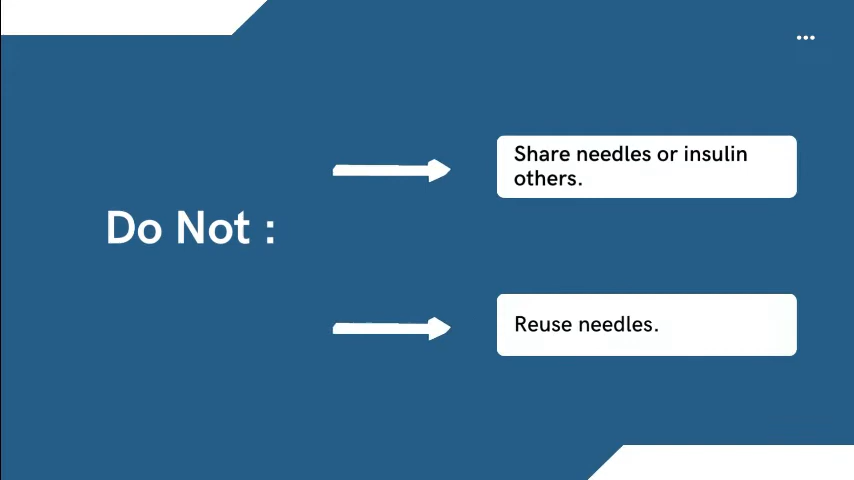 Do Not :
Share needles or insulin
others.
Reuse needles.